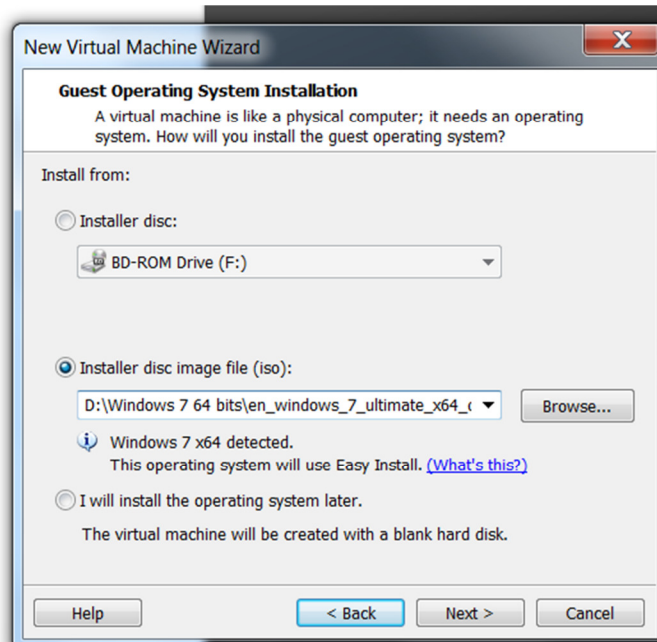 New Virtual Machine Wizard
Guest Operating System Installation
A virtual machine is like a physical computer; it needs an operating
system. How will you install the guest operating system?
Install from:
Installer disc:
BD-ROM Drive (F:)
Installer disc image file (iso):
D:\Windows 7 64 bits\en_windows_7_ultimate_x64_
Browse...
Windows 7 x64 detected.
This operating system will use Easy Install. (What's this?)
I will install the operating system later.
The virtual machine will be created with a blank hard disk.
Help
< Back
Next >
Cancel